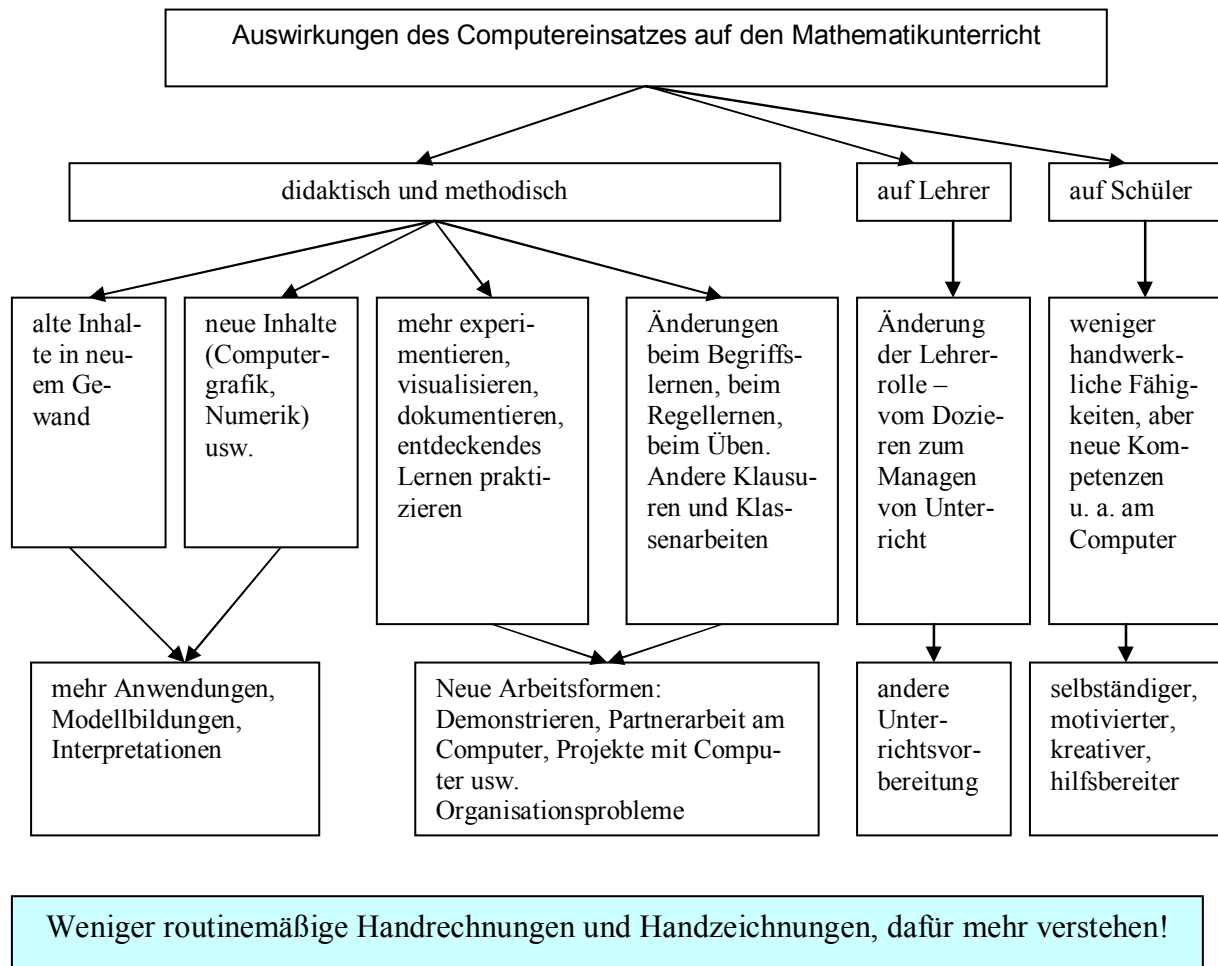 Auswirkungen des Computereinsatzes auf den Mathematikunterricht
didaktisch und methodisch
auf Lehrer
auf Schüler
alte Inhal-
te in neu-
em Ge-
wand
neue Inhalte
(Computer-
grafik,
Numerik)
usw.
mehr experi-
mentieren,
visualisieren,
dokumentieren,
entdeckendes
Lernen prakti-
zieren
Änderungen
beim Begriffs-
lernen, beim
Regellernen,
beim Üben.
Andere Klausu-
ren und Klas-
senarbeiten
Änderung
der Lehrer-
rolle –
vom Dozie-
ren zum
Managen
von Unter-
richt
weniger
handwerk-
liche Fähig-
keiten, aber
neue Kom-
petenzen
u. a. am
Computer
mehr Anwendungen,
Modellbildungen,
Interpretationen
Neue Arbeitsformen:
Demonstrieren, Partnerarbeit am
Computer, Projekte mit Compu-
ter usw.
Organisationsprobleme
andere
Unter-
richtsvor-
bereitung
selbständiger,
motivierter,
kreativer,
hilfsbereiter
Weniger routinemäßige Handrechnungen und Handzeichnungen, dafür mehr verstehen!